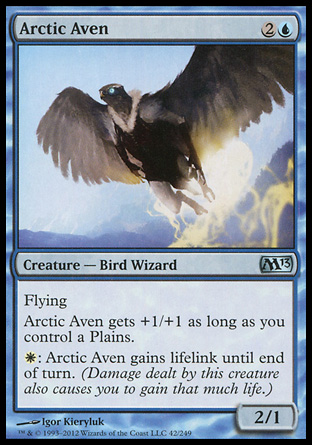 Arctic Aven 2
Creature — Bird Wizard M13
Flying
Arctic Aven gets +1/+1 as long as you
control a Plains.
: Arctic Aven gains lifelink until end
of turn. (Damage dealt by this creature
also causes you to gain that much life.)
Igor Kieryluk
™ & © 1993–2012 Wizards of the Coast LLC 42/249
2/1